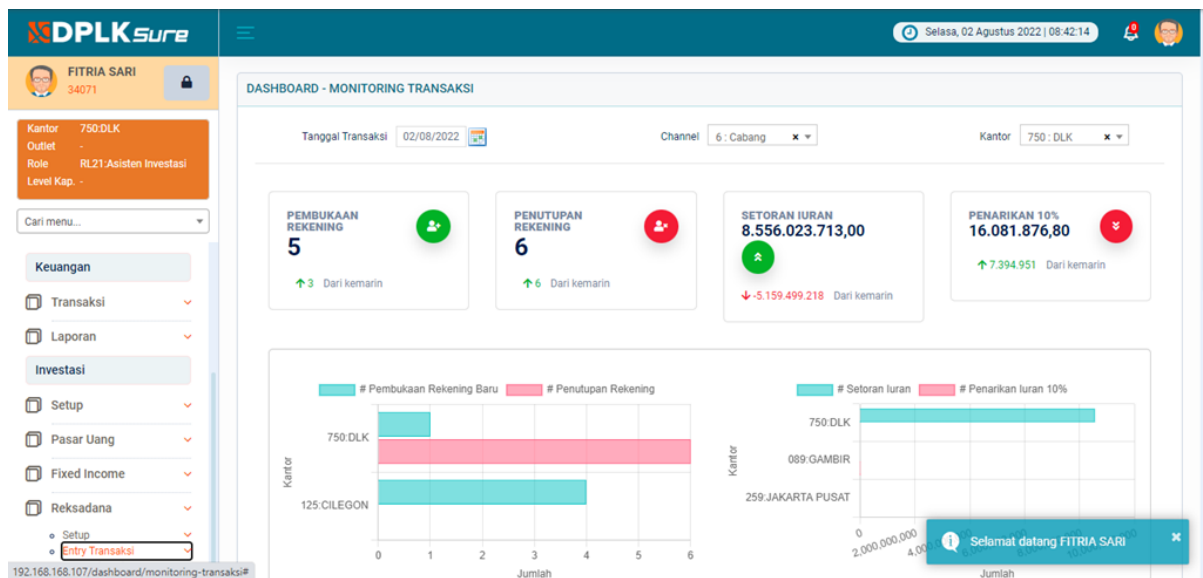 DPLKSure
Selasa, 02 Agustus 2022 | 08:42:14
0
FITRIA SARI
34071
Kantor 750:DLK
Outlet -
Role RL21:Asisten Investasi
Level Kap. -
Cari menu...
Keuangan
Transaksi
Laporan
Investasi
Setup
Pasar Uang
Fixed Income
Reksadana
Setup
Entry Transaksi
192.168.168.107/dashboard/monitoring-transaksi#
DASHBOARD - MONITORING TRANSAKSI
Tanggal Transaksi 02/08/2022 Channel 6 : Cabang x Kantor 750 : DLK x
PEMBUKAAN
REKENING
5
3 Dari kemarin
PENUTUPAN
REKENING
6
6 Dari kemarin
SETORAN IURAN
8.556.023.713,00
-5.159.499.218 Dari kemarin
PENARIKAN 10%
16.081.876,80
7.394.951 Dari kemarin
# Pembukaan Rekening Baru # Penutupan Rekening
Kantor
750:DLK
125:CILEGON
0 1 2 3 4 5 6
Jumlah
# Setoran Iuran # Penarikan Iuran 10%
Kantor
750:DLK
089:GAMBIR
259:JAKARTA PUSAT
0
2,000,000,000
Jumlah
Selamat datang FITRIA SARI x